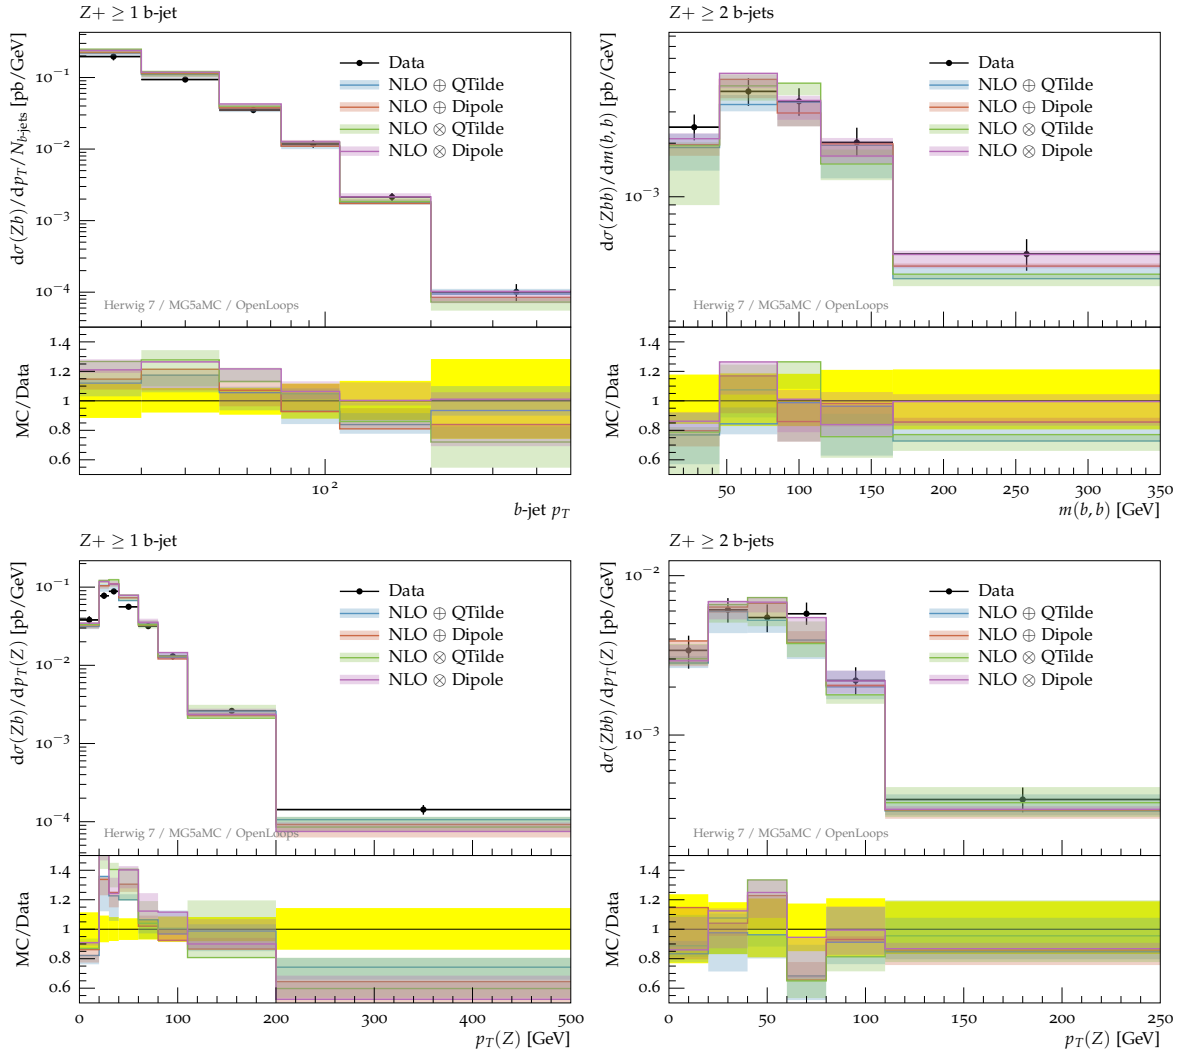 Z+ ≥ 1 b-jet
dσ(Zb)/dp_T/N_{b-jets} [pb/GeV]
10^{-1}
10^{-2}
10^{-3}
10^{-4}
Data
NLO ⊕ QTilde
NLO ⊕ Dipole
NLO ⊗ QTilde
NLO ⊗ Dipole
Herwig 7 / MG5aMC / OpenLoops
MC/Data
1.4
1.2
1
0.8
0.6
10^2
b-jet p_T
Z+ ≥ 2 b-jets
dσ(Zbb)/dm(b, b) [pb/GeV]
10^{-3}
Data
NLO ⊕ QTilde
NLO ⊕ Dipole
NLO ⊗ QTilde
NLO ⊗ Dipole
Herwig 7 / MG5aMC / OpenLoops
MC/Data
1.4
1.2
1
0.8
0.6
50 100 150 200 250 300 350
m(b, b) [GeV]
Z+ ≥ 1 b-jet
dσ(Zb)/dp_T(Z) [pb/GeV]
10^{-1}
10^{-2}
10^{-3}
10^{-4}
Data
NLO ⊕ QTilde
NLO ⊕ Dipole
NLO ⊗ QTilde
NLO ⊗ Dipole
Herwig 7 / MG5aMC / OpenLoops
MC/Data
1.4
1.2
1
0.8
0.6
0 100 200 300 400 500
p_T(Z) [GeV]
Z+ ≥ 2 b-jets
dσ(Zbb)/dp_T(Z) [pb/GeV]
10^{-2}
10^{-3}
Data
NLO ⊕ QTilde
NLO ⊕ Dipole
NLO ⊗ QTilde
NLO ⊗ Dipole
Herwig 7 / MG5aMC / OpenLoops
MC/Data
1.4
1.2
1
0.8
0.6
0 50 100 150 200 250
p_T(Z) [GeV]